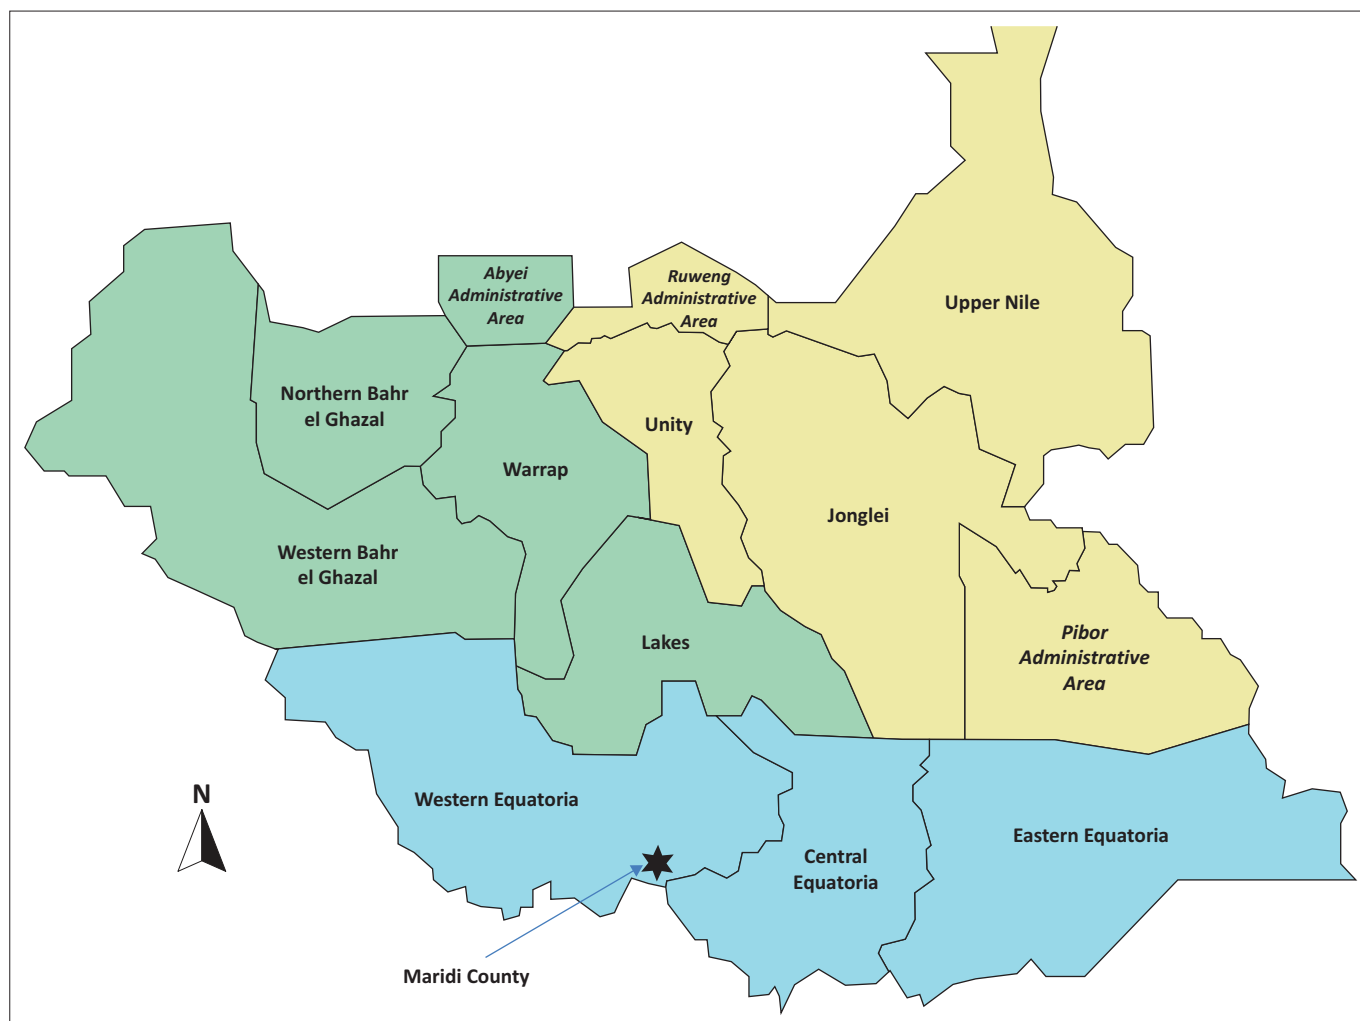 Abyei
Administrative
Area
Ruweng
Administrative
Area
Upper Nile
Northern Bahr
el Ghazal
Unity
Warrap
Jonglei
Western Bahr
el Ghazal
Lakes
Pibor
Administrative
Area
N
Western Equatoria
Eastern Equatoria
Central
Equatoria
Maridi County